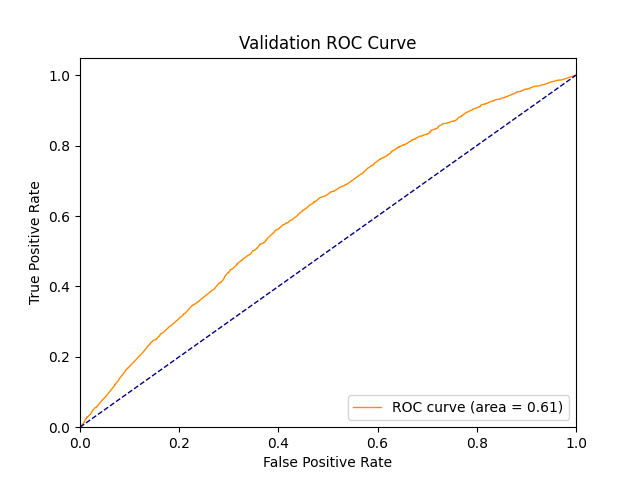 Validation ROC Curve
True Positive Rate
1.0
0.8
0.6
0.4
0.2
0.0
ROC curve (area = 0.61)
0.0 0.2 0.4 0.6 0.8 1.0
False Positive Rate